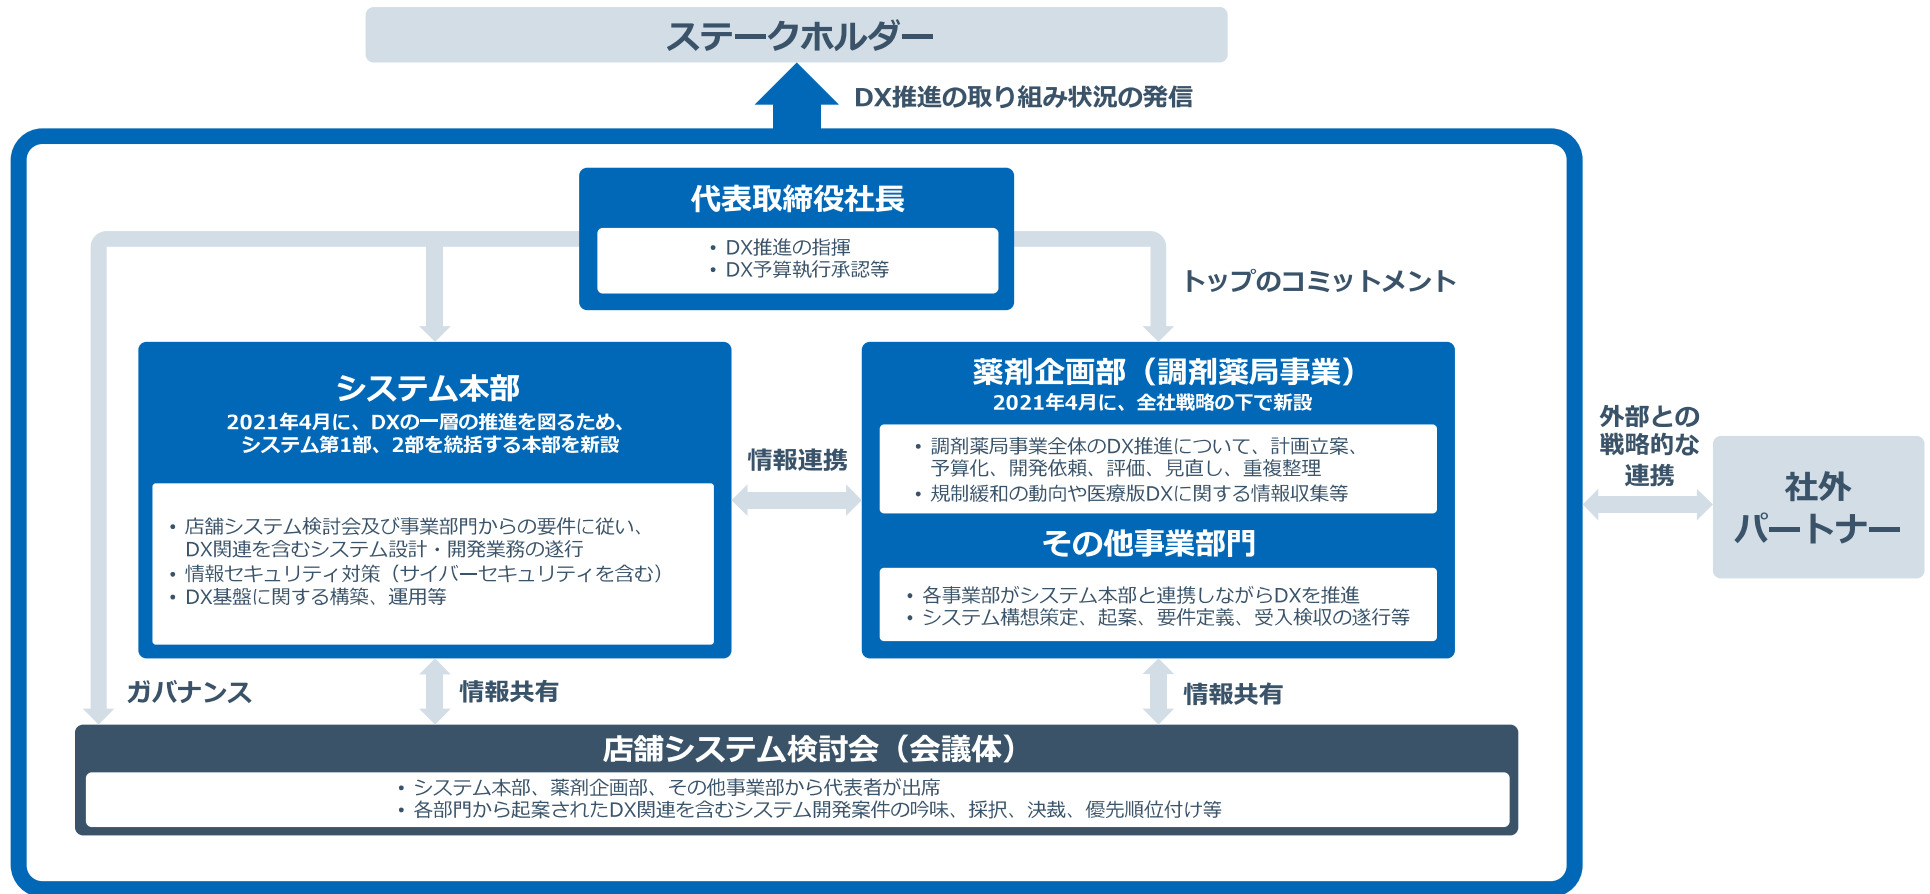 ステークホルダー
DX推進の取り組み状況の発信
代表取締役社長
・DX推進の指揮
・DX予算執行承認等
トップのコミットメント
システム本部
2021年4月に、DXの一層の推進を図るため、
システム第1部、2部を統括する本部を新設
・店舗システム検討会及び事業部門からの要件に従い、
DX関連を含むシステム設計・開発業務の遂行
・情報セキュリティ対策（サイバーセキュリティを含む）
・DX基盤に関する構築、運用等
情報連携
薬剤企画部（調剤薬局事業）
2021年4月に、全社戦略の下で新設
・調剤薬局事業全体のDX推進について、計画立案、
予算化、開発依頼、評価、見直し、重複整理
・規制緩和の動向や医療版DXに関する情報収集等
その他事業部門
・各事業部がシステム本部と連携しながらDXを推進
・システム構想策定、起案、要件定義、受入検収の遂行等
外部との
戦略的な
連携
社外
パートナー
ガバナンス
情報共有
情報共有
店舗システム検討会（会議体）
・システム本部、薬剤企画部、その他事業部から代表者が出席
・各部門から起案されたDX関連を含むシステム開発案件の吟味、採択、決裁、優先順位付け等